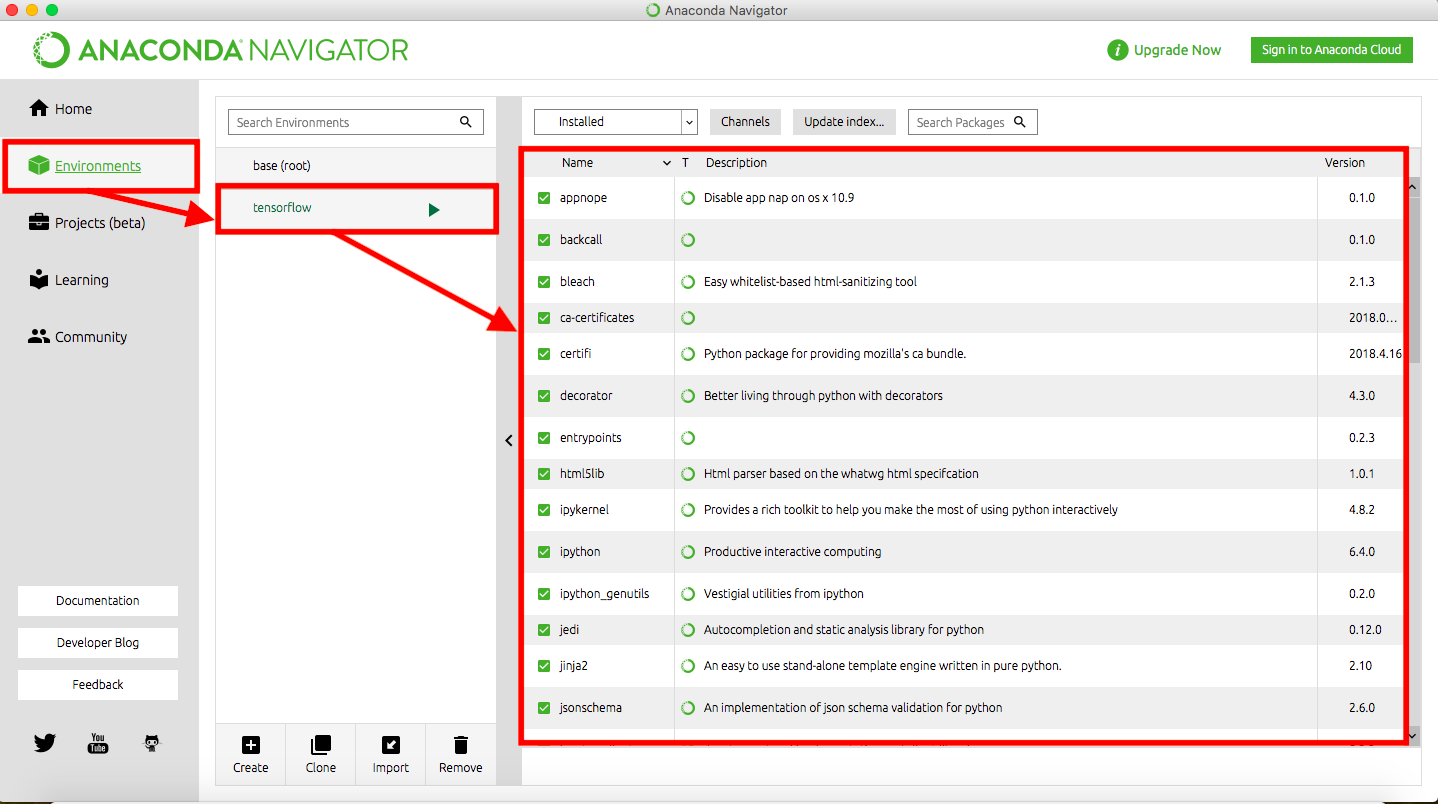 Anaconda Navigator
ANACONDA NAVIGATOR
Upgrade Now
Sign in to Anaconda Cloud
Home
Environments
Projects (beta)
Learning
Community
Documentation
Developer Blog
Feedback
You Tube
Search Environments
base (root)
tensorflow
Create Clone Import Remove
Installed Channels Update index... Search Packages
Name T Description Version
appnope Disable app nap on os x 10.9 0.1.0
backcall 0.1.0
bleach Easy whitelist-based html-sanitizing tool 2.1.3
ca-certificates 2018.0...
certifi Python package for providing mozilla's ca bundle. 2018.4.16
decorator Better living through python with decorators 4.3.0
entrypoints 0.2.3
html5lib Html parser based on the whatwg html specifcation 1.0.1
ipykernel Provides a rich toolkit to help you make the most of using python interactively 4.8.2
ipython Productive interactive computing 6.4.0
ipython_genutils Vestigial utilities from ipython 0.2.0
jedi Autocompletion and static analysis library for python 0.12.0
jinja2 An easy to use stand-alone template engine written in pure python. 2.10
jsonschema An implementation of json schema validation for python 2.6.0